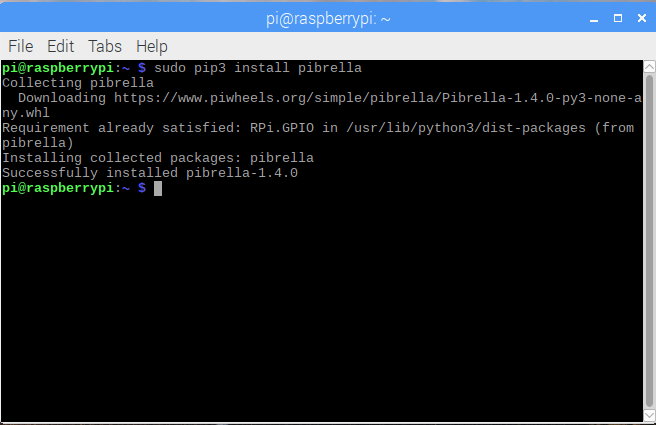 pi@raspberrypi: ~
File Edit Tabs Help
pi@raspberrypi:~ $ sudo pip3 install pibrella
Collecting pibrella
  Downloading https://www.piwheels.org/simple/pibrella/Pibrella-1.4.0-py3-none-a
ny.whl
Requirement already satisfied: RPi.GPIO in /usr/lib/python3/dist-packages (from
pibrella)
Installing collected packages: pibrella
Successfully installed pibrella-1.4.0
pi@raspberrypi:~ $